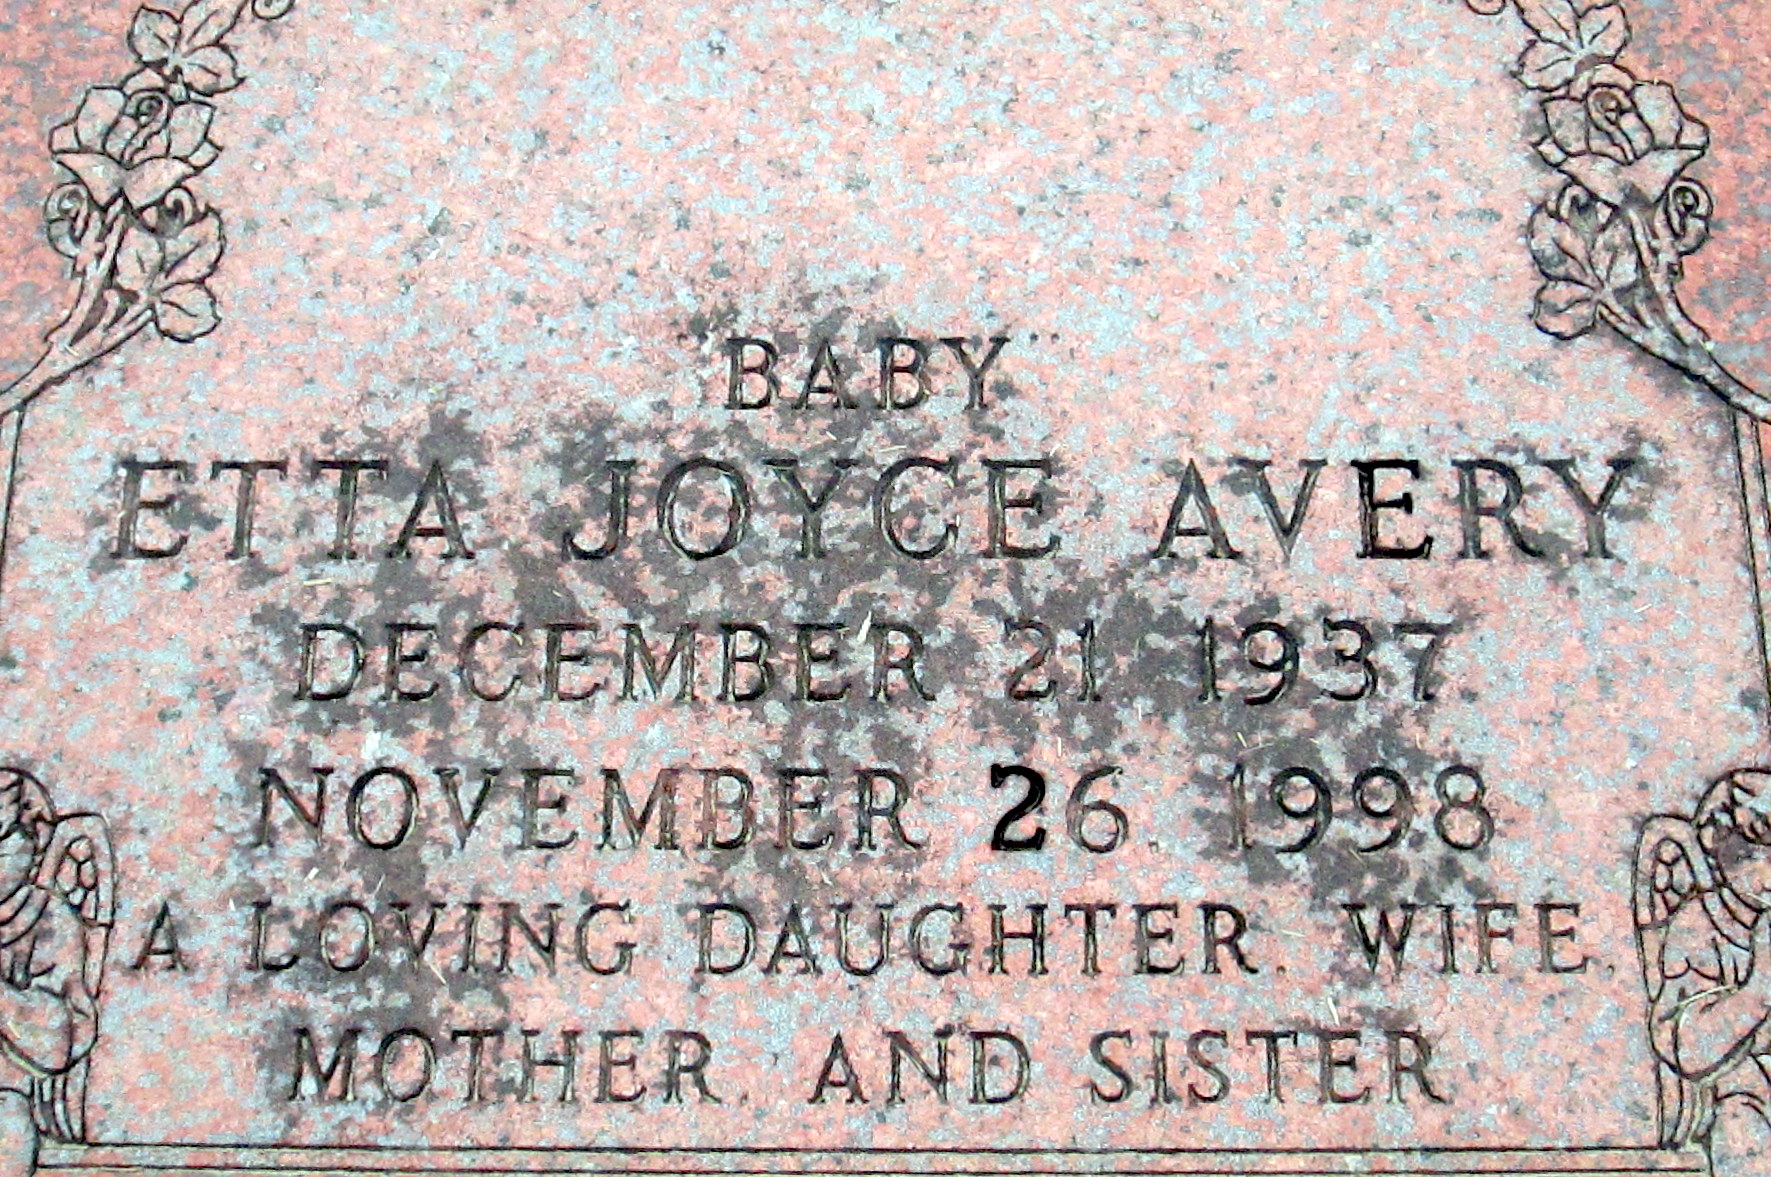 "BABY"
ETTA JOYCE AVERY
DECEMBER 21 1937
NOVEMBER 26 1998
A LOVING DAUGHTER, WIFE,
MOTHER, AND SISTER